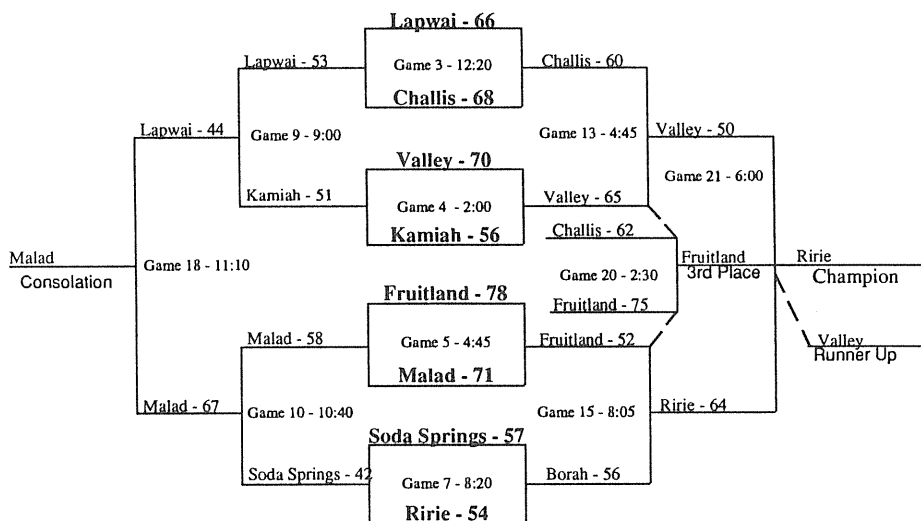 Lapwai - 66
Lapwai - 53
Game 3 - 12:20
Challis - 60
Challis - 68
Lapwai - 44
Game 9 - 9:00
Game 13 - 4:45
Valley - 50
Valley - 70
Game 21 - 6:00
Kamiah - 51
Game 4 - 2:00
Valley - 65
Kamiah - 56
Challis - 62
Malad
Consolation
Game 18 - 11:10
Game 20 - 2:30
Fruitland
3rd Place
Ririe
Champion
Fruitland - 78
Fruitland - 75
Malad - 58
Game 5 - 4:45
Fruitland - 52
Valley
Runner Up
Malad - 71
Malad - 67
Game 10 - 10:40
Game 15 - 8:05
Ririe - 64
Soda Springs - 57
Soda Springs - 42
Game 7 - 8:20
Borah - 56
Ririe - 54